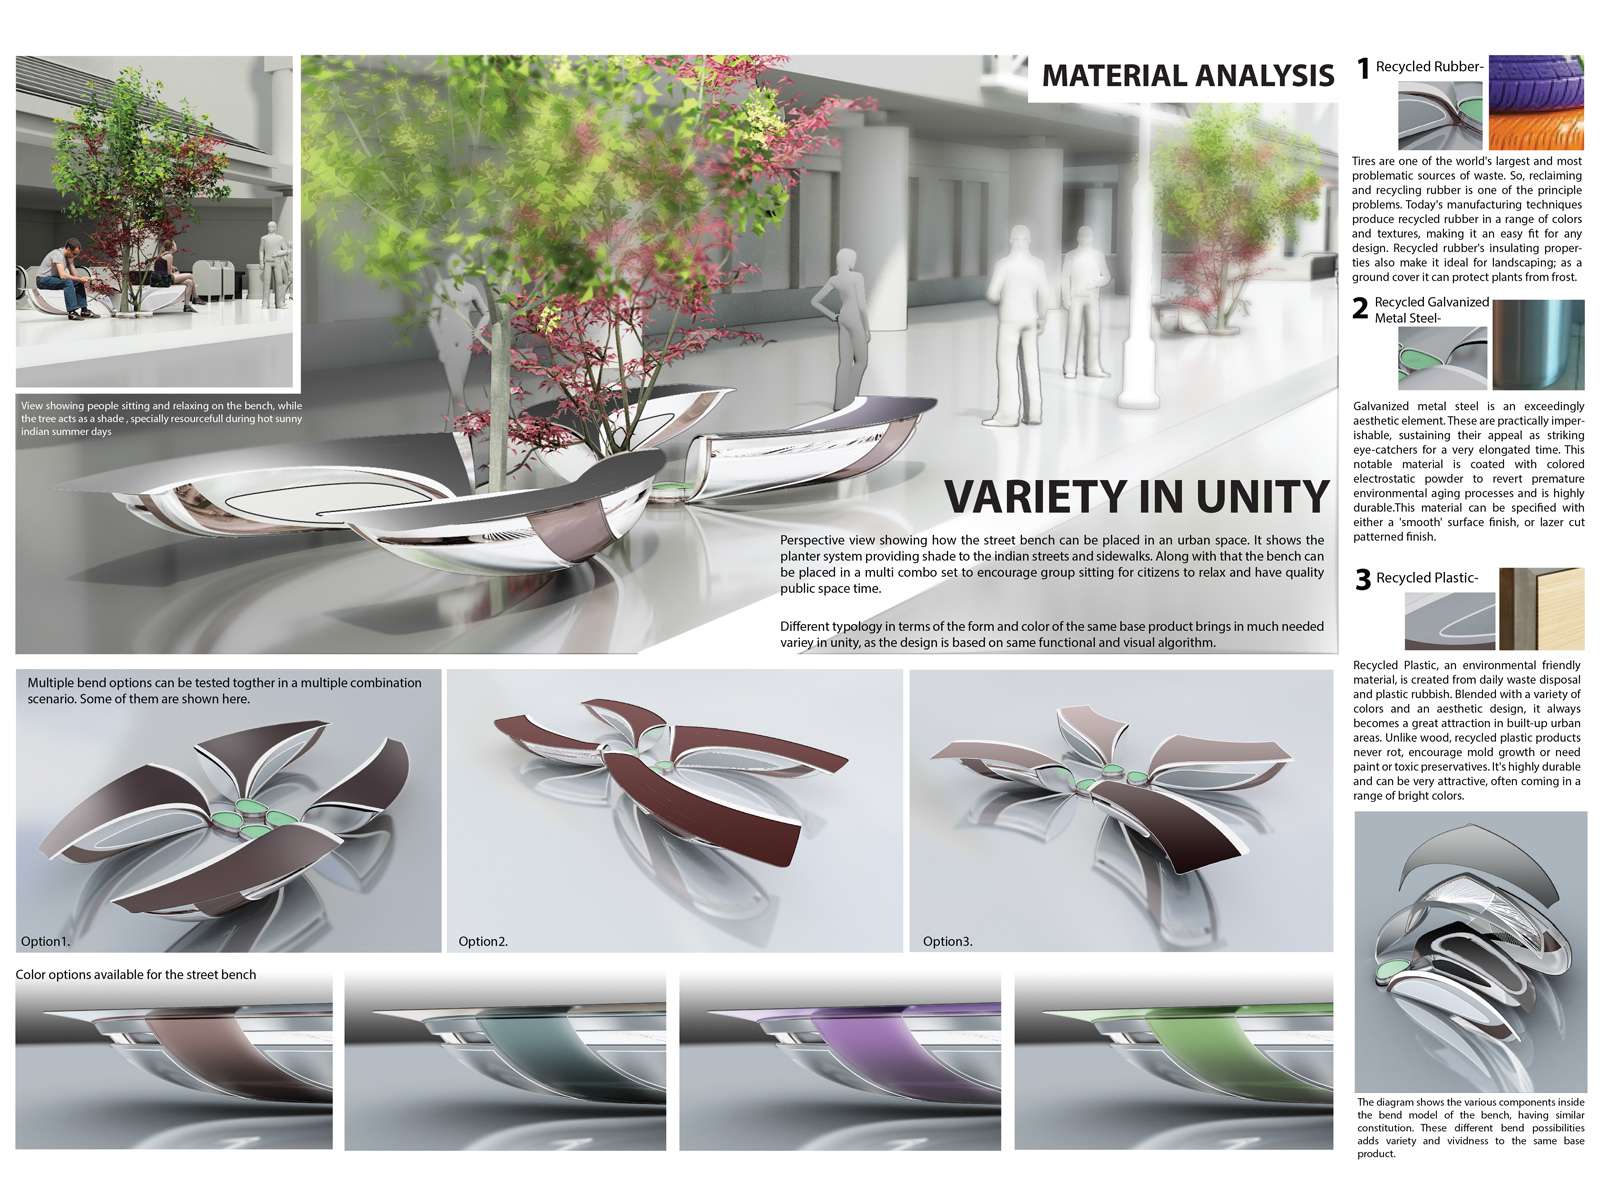 MATERIAL ANALYSIS
View showing people sitting and relaxing on the bench, while
the tree acts as a shade , specially resourcefull during hot sunny
indian summer days
VARIETY IN UNITY
Perspective view showing how the street bench can be placed in an urban space. It shows the
planter system providing shade to the indian streets and sidewalks. Along with that the bench can
be placed in a multi combo set to encourage group sitting for citizens to relax and have quality
public space time.
Different typology in terms of the form and color of the same base product brings in much needed
variey in unity, as the design is based on same functional and visual algorithm.
Multiple bend options can be tested togther in a multiple combination
scenario. Some of them are shown here.
Option1.
Option2.
Option3.
Color options available for the street bench
1 Recycled Rubber-
Tires are one of the world's largest and most
problematic sources of waste. So, reclaiming
and recycling rubber is one of the principle
problems. Today's manufacturing techniques
produce recycled rubber in a range of colors
and textures, making it an easy fit for any
design. Recycled rubber's insulating proper-
ties also make it ideal for landscaping; as a
ground cover it can protect plants from frost.
2 Recycled Galvanized
Metal Steel-
Galvanized metal steel is an exceedingly
aesthetic element. These are practically imper-
ishable, sustaining their appeal as striking
eye-catchers for a very elongated time. This
notable material is coated with colored
electrostatic powder to revert premature
environmental aging processes and is highly
durable.This material can be specified with
either a 'smooth' surface finish, or lazer cut
patterned finish.
3 Recycled Plastic-
Recycled Plastic, an environmental friendly
material, is created from daily waste disposal
and plastic rubbish. Blended with a variety of
colors and an aesthetic design, it always
becomes a great attraction in built-up urban
areas. Unlike wood, recycled plastic products
never rot, encourage mold growth or need
paint or toxic preservatives. It's highly durable
and can be very attractive, often coming in a
range of bright colors.
The diagram shows the various components inside
the bend model of the bench, having similar
constitution. These different bend possibilities
adds variety and vividness to the same base
product.